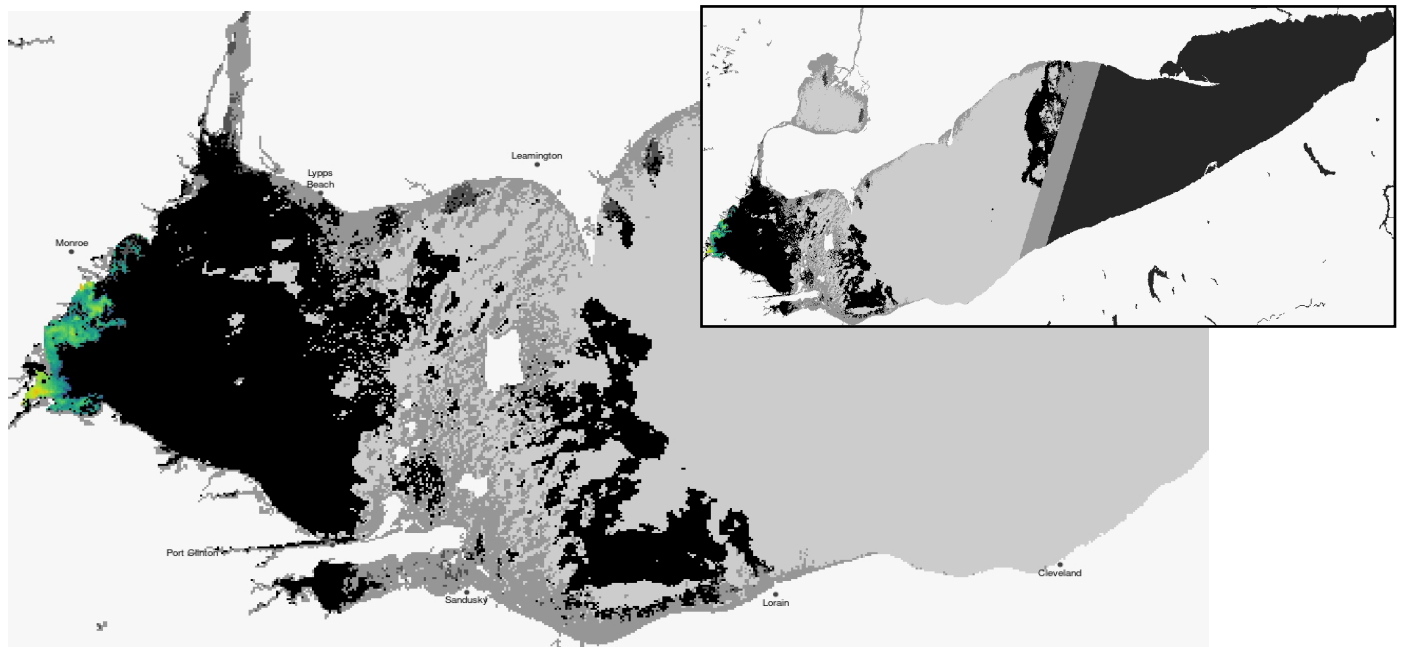 Leamington
Lypps
Beach
Monroe
Port Clinton
Sandusky
Lorain
Cleveland